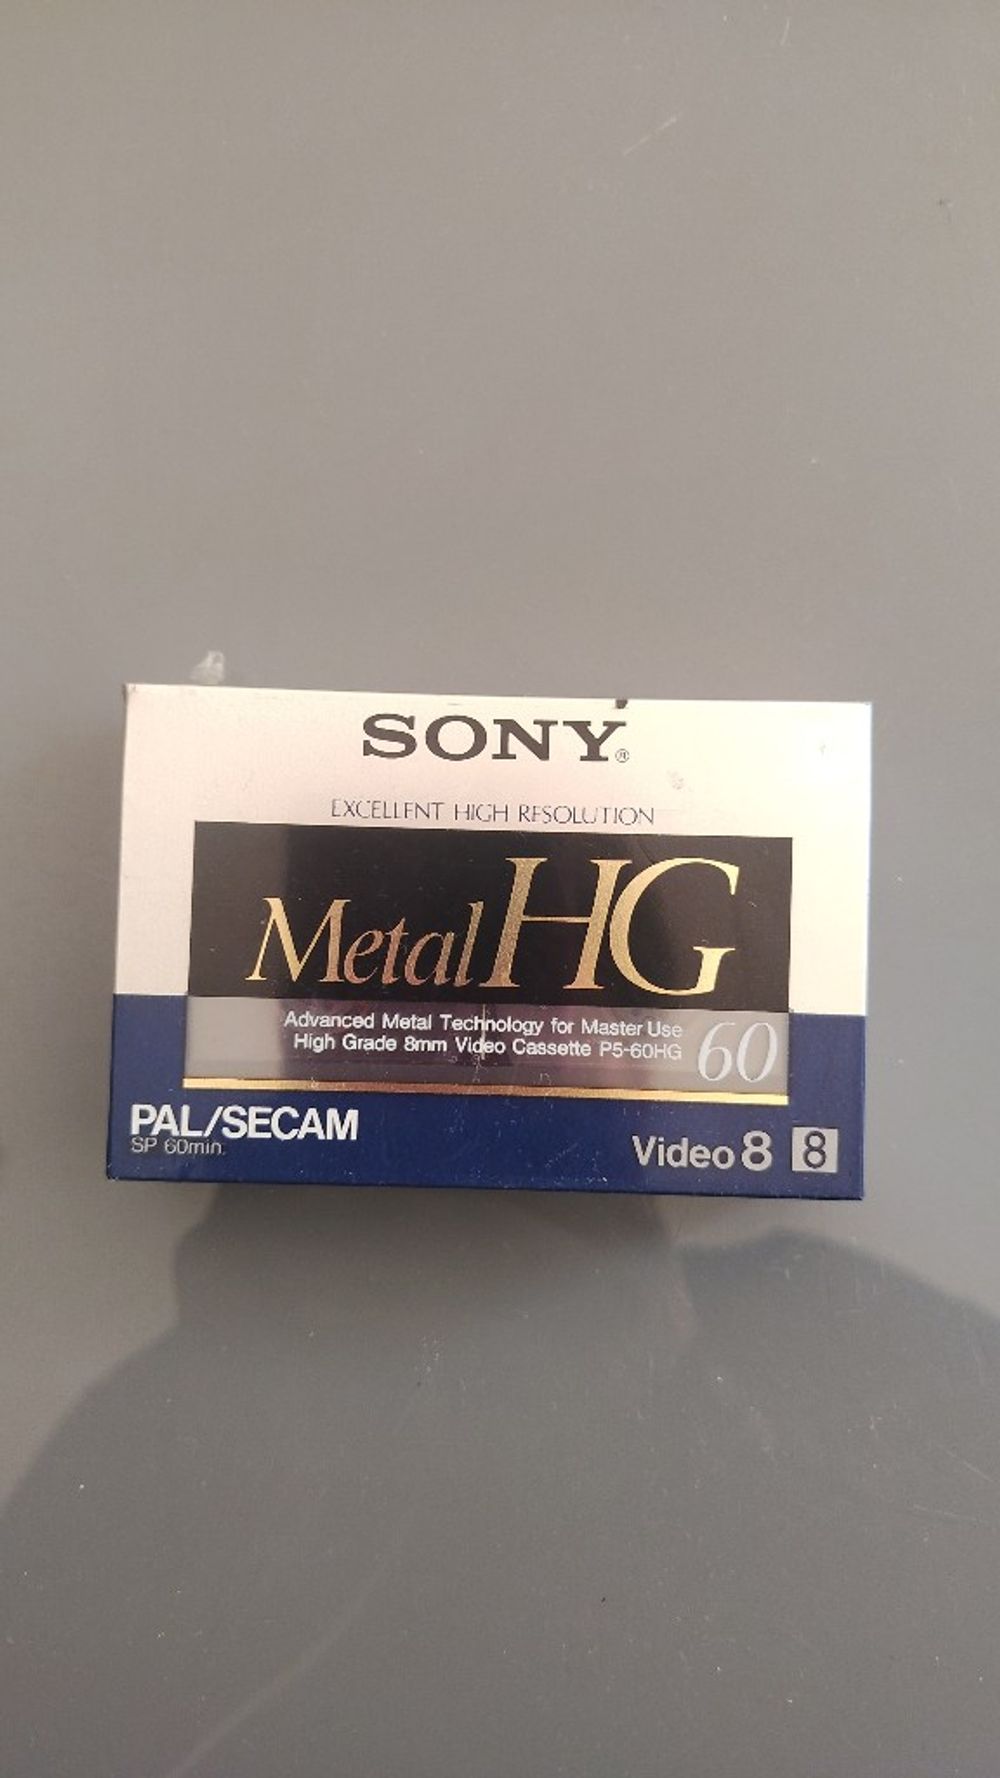 SONY®
EXCELLENT HIGH RESOLUTION
Metal HG
Advanced Metal Technology for Master Use
High Grade 8mm Video Cassette P5-60HG
60
PAL/SECAM
SP 60min.
Video 8 8